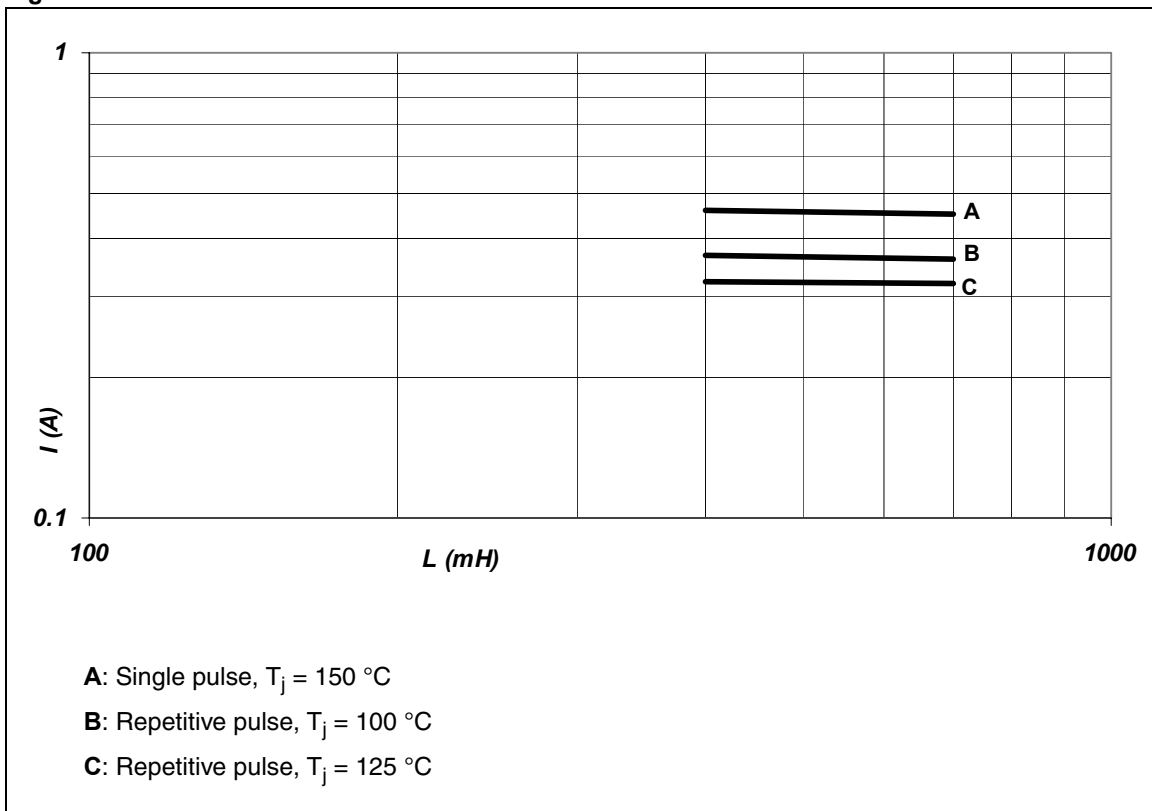 1
A
B
C
I (A)
0.1
100
L (mH)
1000
A: Single pulse, Tj = 150 °C
B: Repetitive pulse, Tj = 100 °C
C: Repetitive pulse, Tj = 125 °C